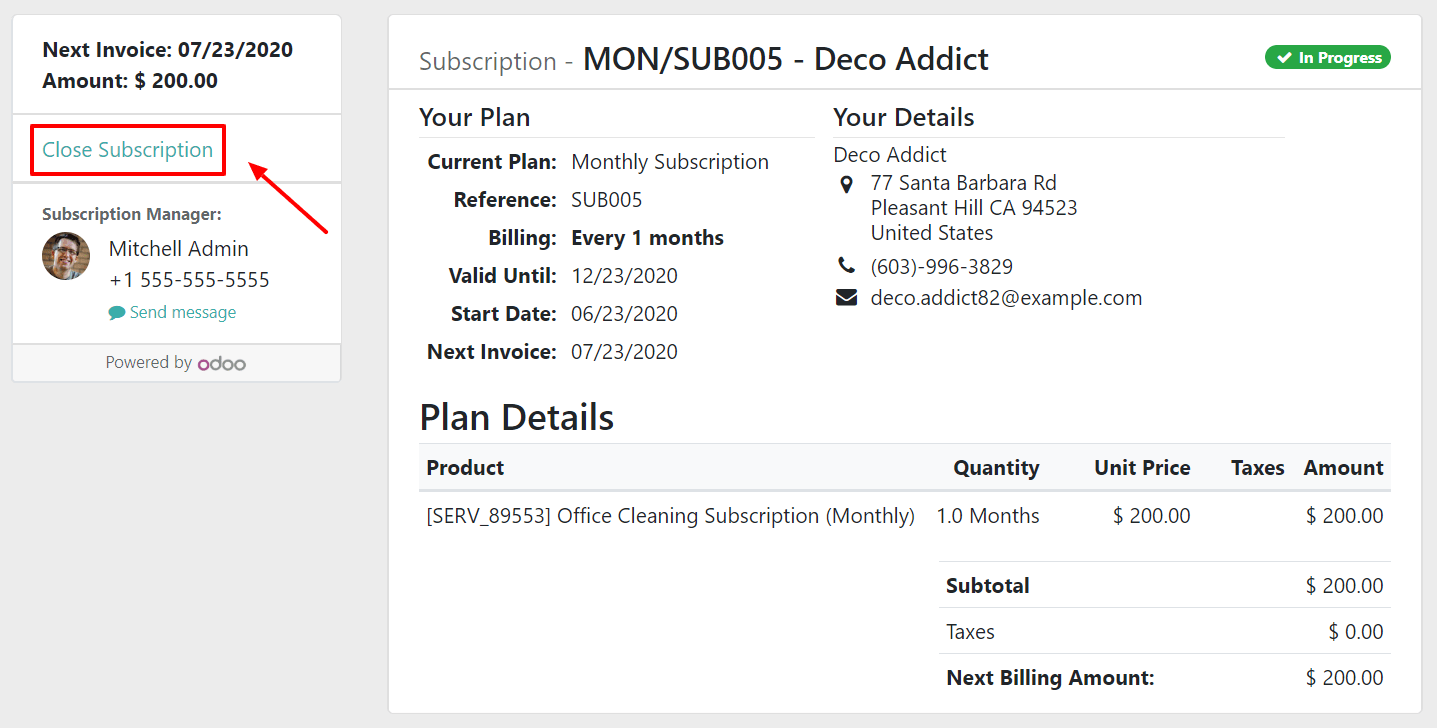 Next Invoice: 07/23/2020
Amount: $ 200.00
Close Subscription
Subscription Manager:
Mitchell Admin
+1 555-555-5555
Send message
Powered by odoo
Subscription - MON/SUB005 - Deco Addict
In Progress
Your Plan
Current Plan: Monthly Subscription
Reference: SUB005
Billing: Every 1 months
Valid Until: 12/23/2020
Start Date: 06/23/2020
Next Invoice: 07/23/2020
Your Details
Deco Addict
77 Santa Barbara Rd
Pleasant Hill CA 94523
United States
(603)-996-3829
deco.addict82@example.com
Plan Details
Product Quantity Unit Price Taxes Amount
[SERV_89553] Office Cleaning Subscription (Monthly) 1.0 Months $ 200.00 $ 200.00
Subtotal $ 200.00
Taxes $ 0.00
Next Billing Amount: $ 200.00